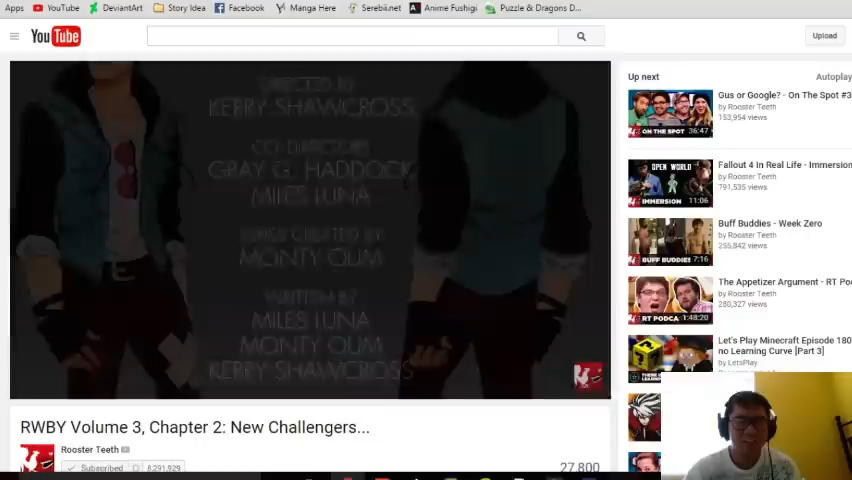 Apps YouTube DeviantArt Story Idea Facebook Manga Here Serebii.net Anime Fushigi Puzzle & Dragons D...
YouTube
Upload
DIRECTED BY
KERRY SHAWCROSS
CO-DIRECTORS
GRAY G. HADDOCK
MILES LUNA
MONTY OUM
WRITTEN BY
MILES LUNA
MONTY OUM
KERRY SHAWCROSS
RWBY Volume 3, Chapter 2: New Challengers...
Rooster Teeth
Subscribed 8,291,929
27,800
Up next
Autoplay
Gus or Google? - On The Spot #3
by Rooster Teeth
153,954 views
ON THE SPOT 36:47
Fallout 4 In Real Life - Immersion
by Rooster Teeth
791,535 views
OPEN WORLD
IMMERSION 11:06
Buff Buddies - Week Zero
by Rooster Teeth
255,842 views
BUFF BUDDIES 7:16
The Appetizer Argument - RT Poc
by Rooster Teeth
280,327 views
RT PODCA 1:48:20
Let's Play Minecraft Episode 180
no Learning Curve [Part 3]
by LetsPlay